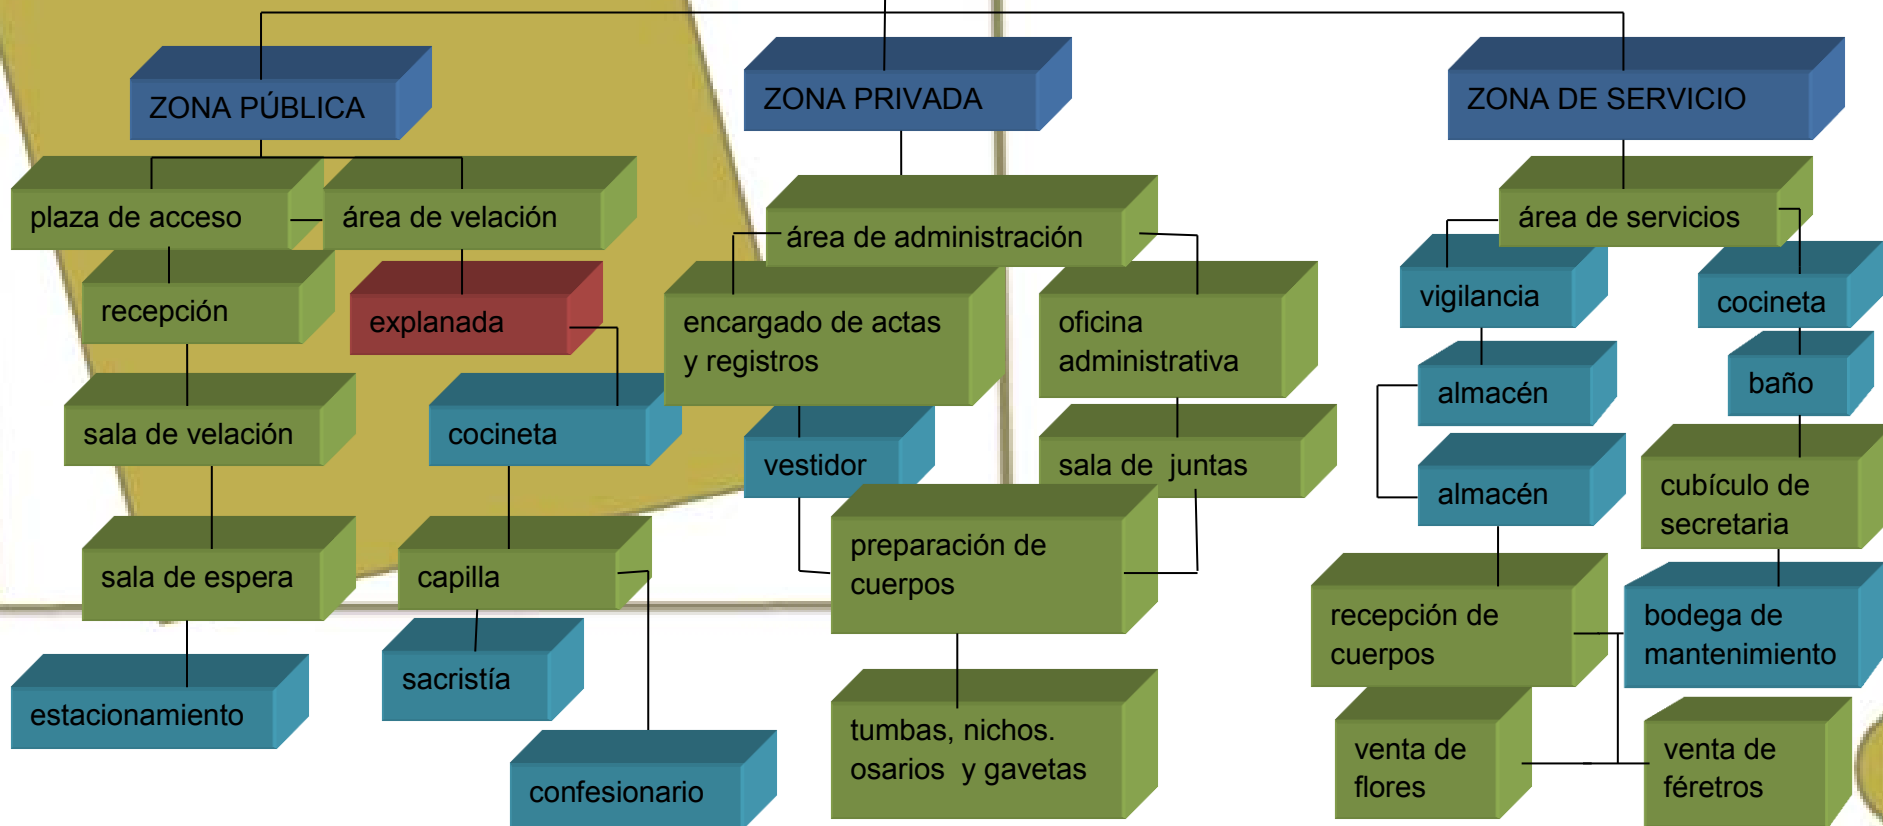 ZONA PÚBLICA
ZONA PRIVADA
ZONA DE SERVICIO
plaza de acceso
área de velación
área de administración
área de servicios
recepción
explanada
encargado de actas
y registros
oficina
administrativa
vigilancia
cocineta
sala de velación
cocineta
vestidor
sala de juntas
almacén
baño
almacén
cubículo de
secretaria
sala de espera
capilla
preparación de
cuerpos
recepción de
cuerpos
bodega de
mantenimiento
estacionamiento
sacristía
confesionario
tumbas, nichos.
osarios y gavetas
venta de
flores
venta de
féretros